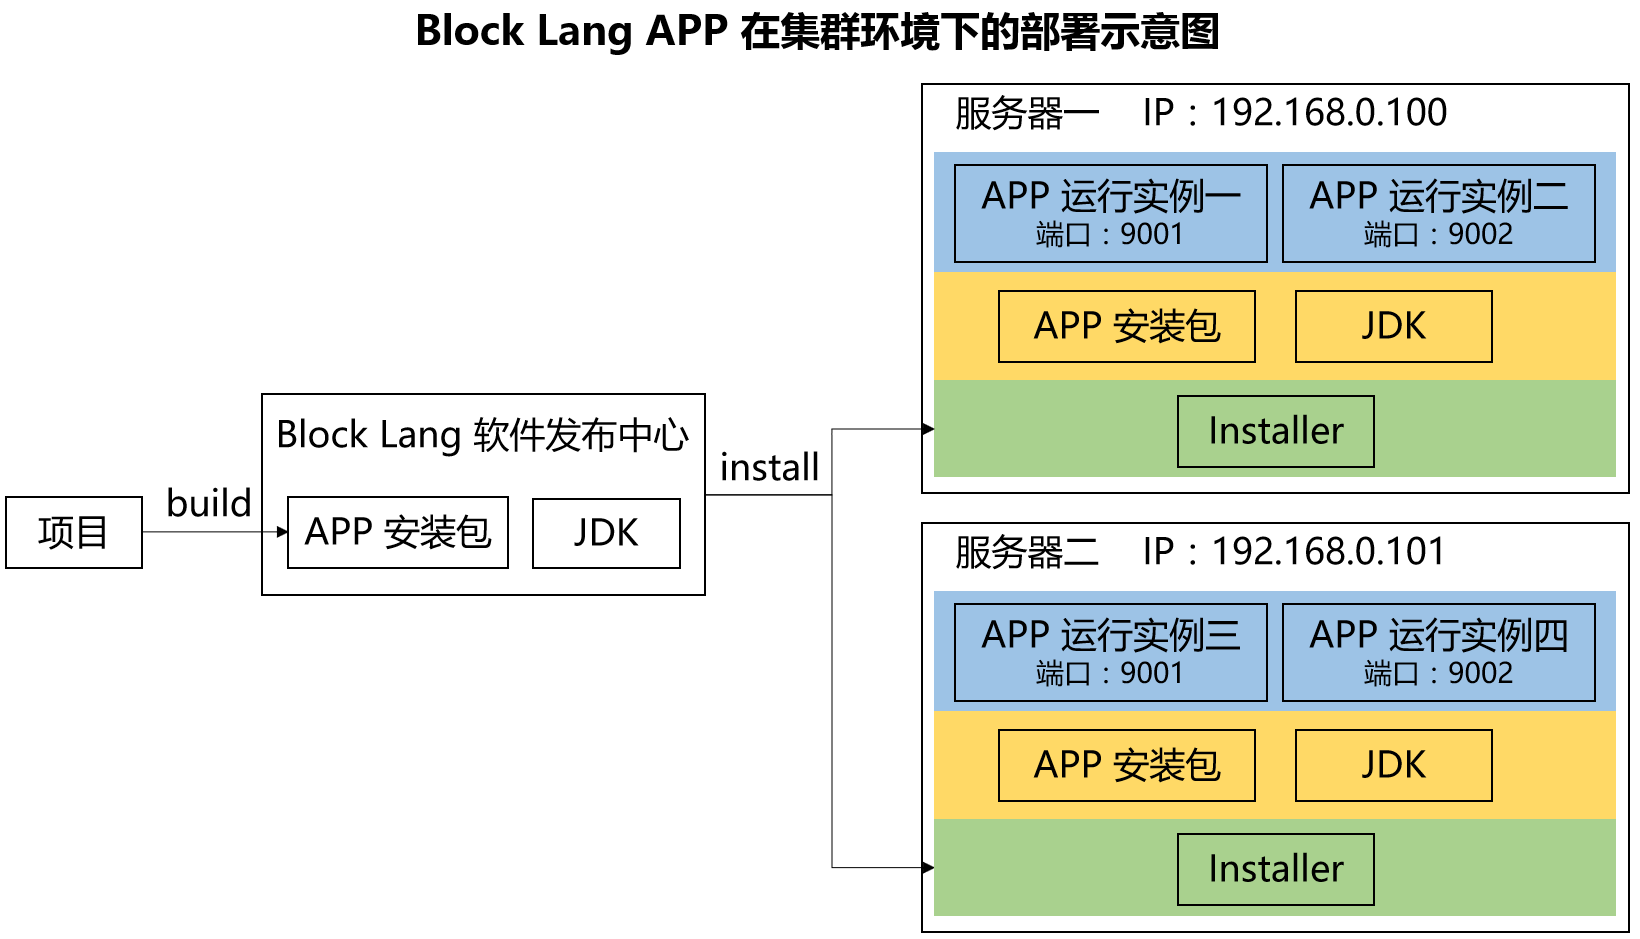 Block Lang APP 在集群环境下的部署示意图
项目
build
Block Lang 软件发布中心
APP 安装包
JDK
install
服务器一 IP：192.168.0.100
APP 运行实例一
端口：9001
APP 运行实例二
端口：9002
APP 安装包
JDK
Installer
服务器二 IP：192.168.0.101
APP 运行实例三
端口：9001
APP 运行实例四
端口：9002
APP 安装包
JDK
Installer